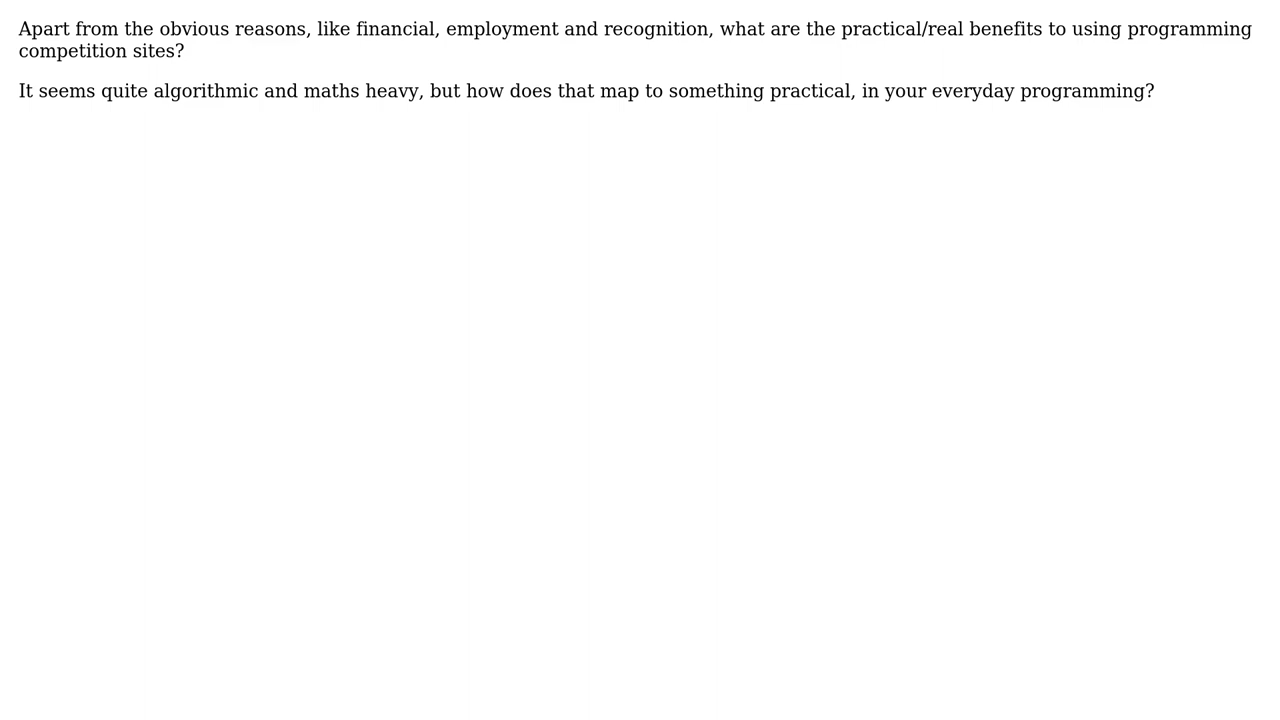 Apart from the obvious reasons, like financial, employment and recognition, what are the practical/real benefits to using programming
competition sites?
It seems quite algorithmic and maths heavy, but how does that map to something practical, in your everyday programming?